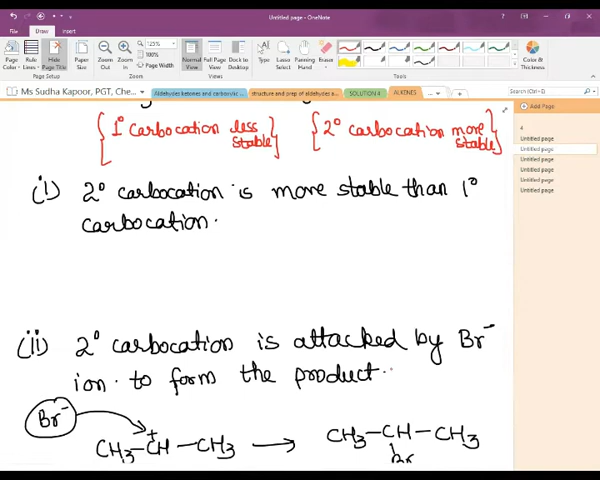 Untitled page - OneNote
File Draw Insert
125%
100%
Page Width
Page Color Rule Lines Hide Page Title Zoom Out Zoom In Normal View Full Page View Dock to Desktop Type Lasso Select Panning Hand Eraser Color & Thickness
Page Setup Zoom Views Tools
Ms Sudha Kapoor, PGT, Che... Aldehydes ketones and carboxylic... structure and prep of aldehydes a... SOLUTION 4 ALKENES ... Search (Ctrl+E)
Add Page
4
Untitled page
Untitled page
Untitled page
Untitled page
Untitled page
Untitled page
{1° carbocation less stable} {2° carbocation more stable}
(i) 2° carbocation is more stable than 1°
carbocation.
(ii) 2° carbocation is attacked by Br⁻
ion. to form the product.
Br⁻
CH₃—C⁺H—CH₃ → CH₃—CH—CH₃
Br